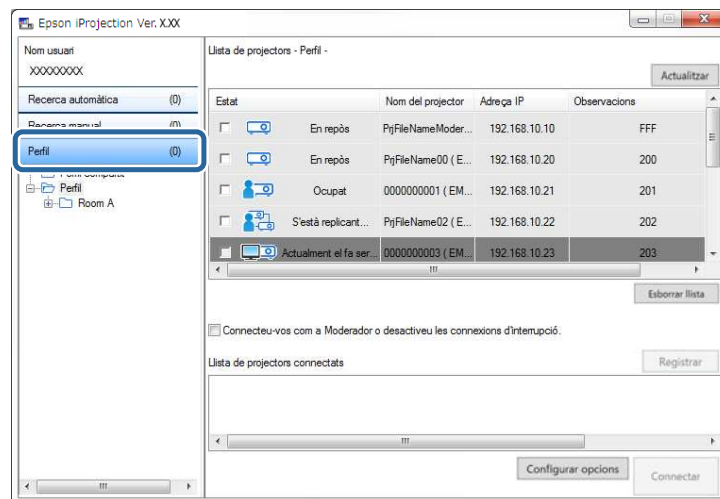 Epson iProjection Ver. X.XX
Nom usuari
XXXXXXXX
Recerca automàtica (0)
Recerca manual (0)
Perfil (0)
Perfil compartit
Perfil
Room A
Llista de projectors - Perfil -
Actualitzar
Estat Nom del projector Adreça IP Observacions
En repòs PrjFileNameModer... 192.168.10.10 FFF
En repòs PrjFileName00 ( E... 192.168.10.20 200
Ocupat 0000000001 ( EM... 192.168.10.21 201
S'està replicant... PrjFileName02 ( E... 192.168.10.22 202
Actualment el fa ser... 0000000003 ( EM... 192.168.10.23 203
Esborrar llista
Connecteu-vos com a Moderador o desactiveu les connexions d'interrupció.
Llista de projectors connectats
Registrar
Configurar opcions
Connectar